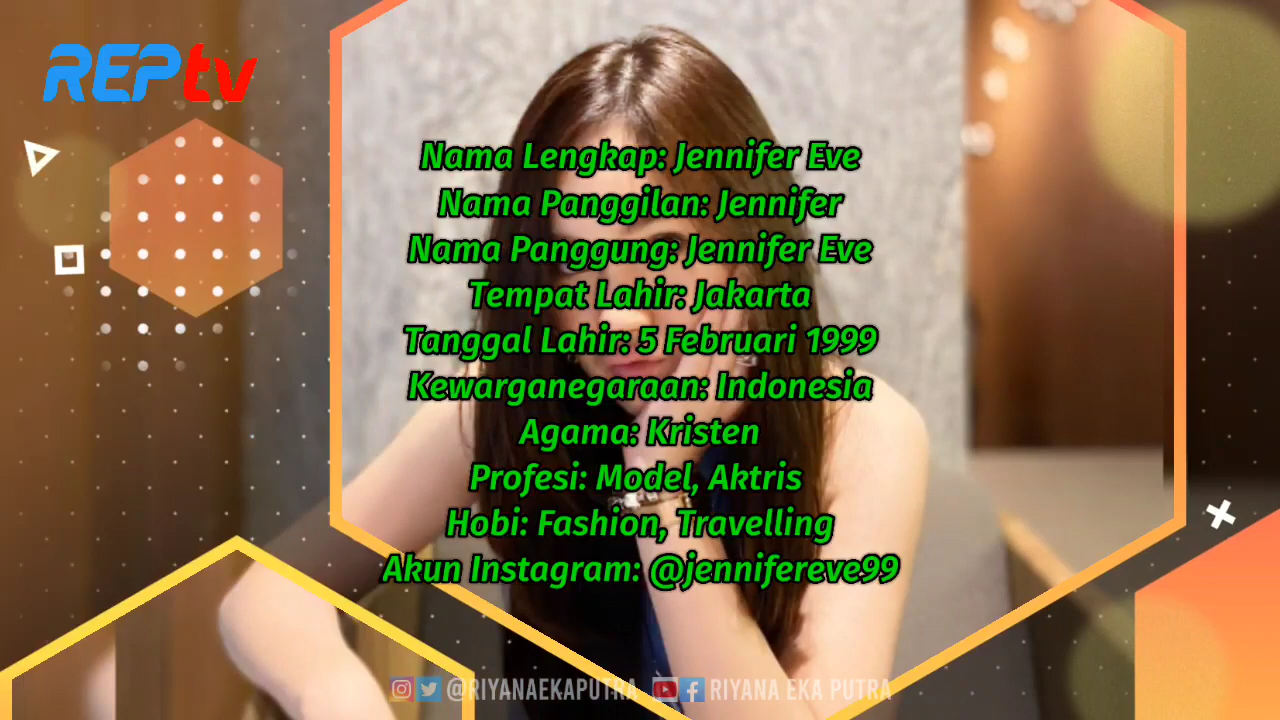 REPtv
Nama Lengkap: Jennifer Eve
Nama Panggilan: Jennifer
Nama Panggung: Jennifer Eve
Tempat Lahir: Jakarta
Tanggal Lahir: 5 Februari 1999
Kewarganegaraan: Indonesia
Agama: Kristen
Profesi: Model, Aktris
Hobi: Fashion, Travelling
Akun Instagram: @jennifereve99
@RIYANAEKAPUTRA RIYANA EKA PUTRA